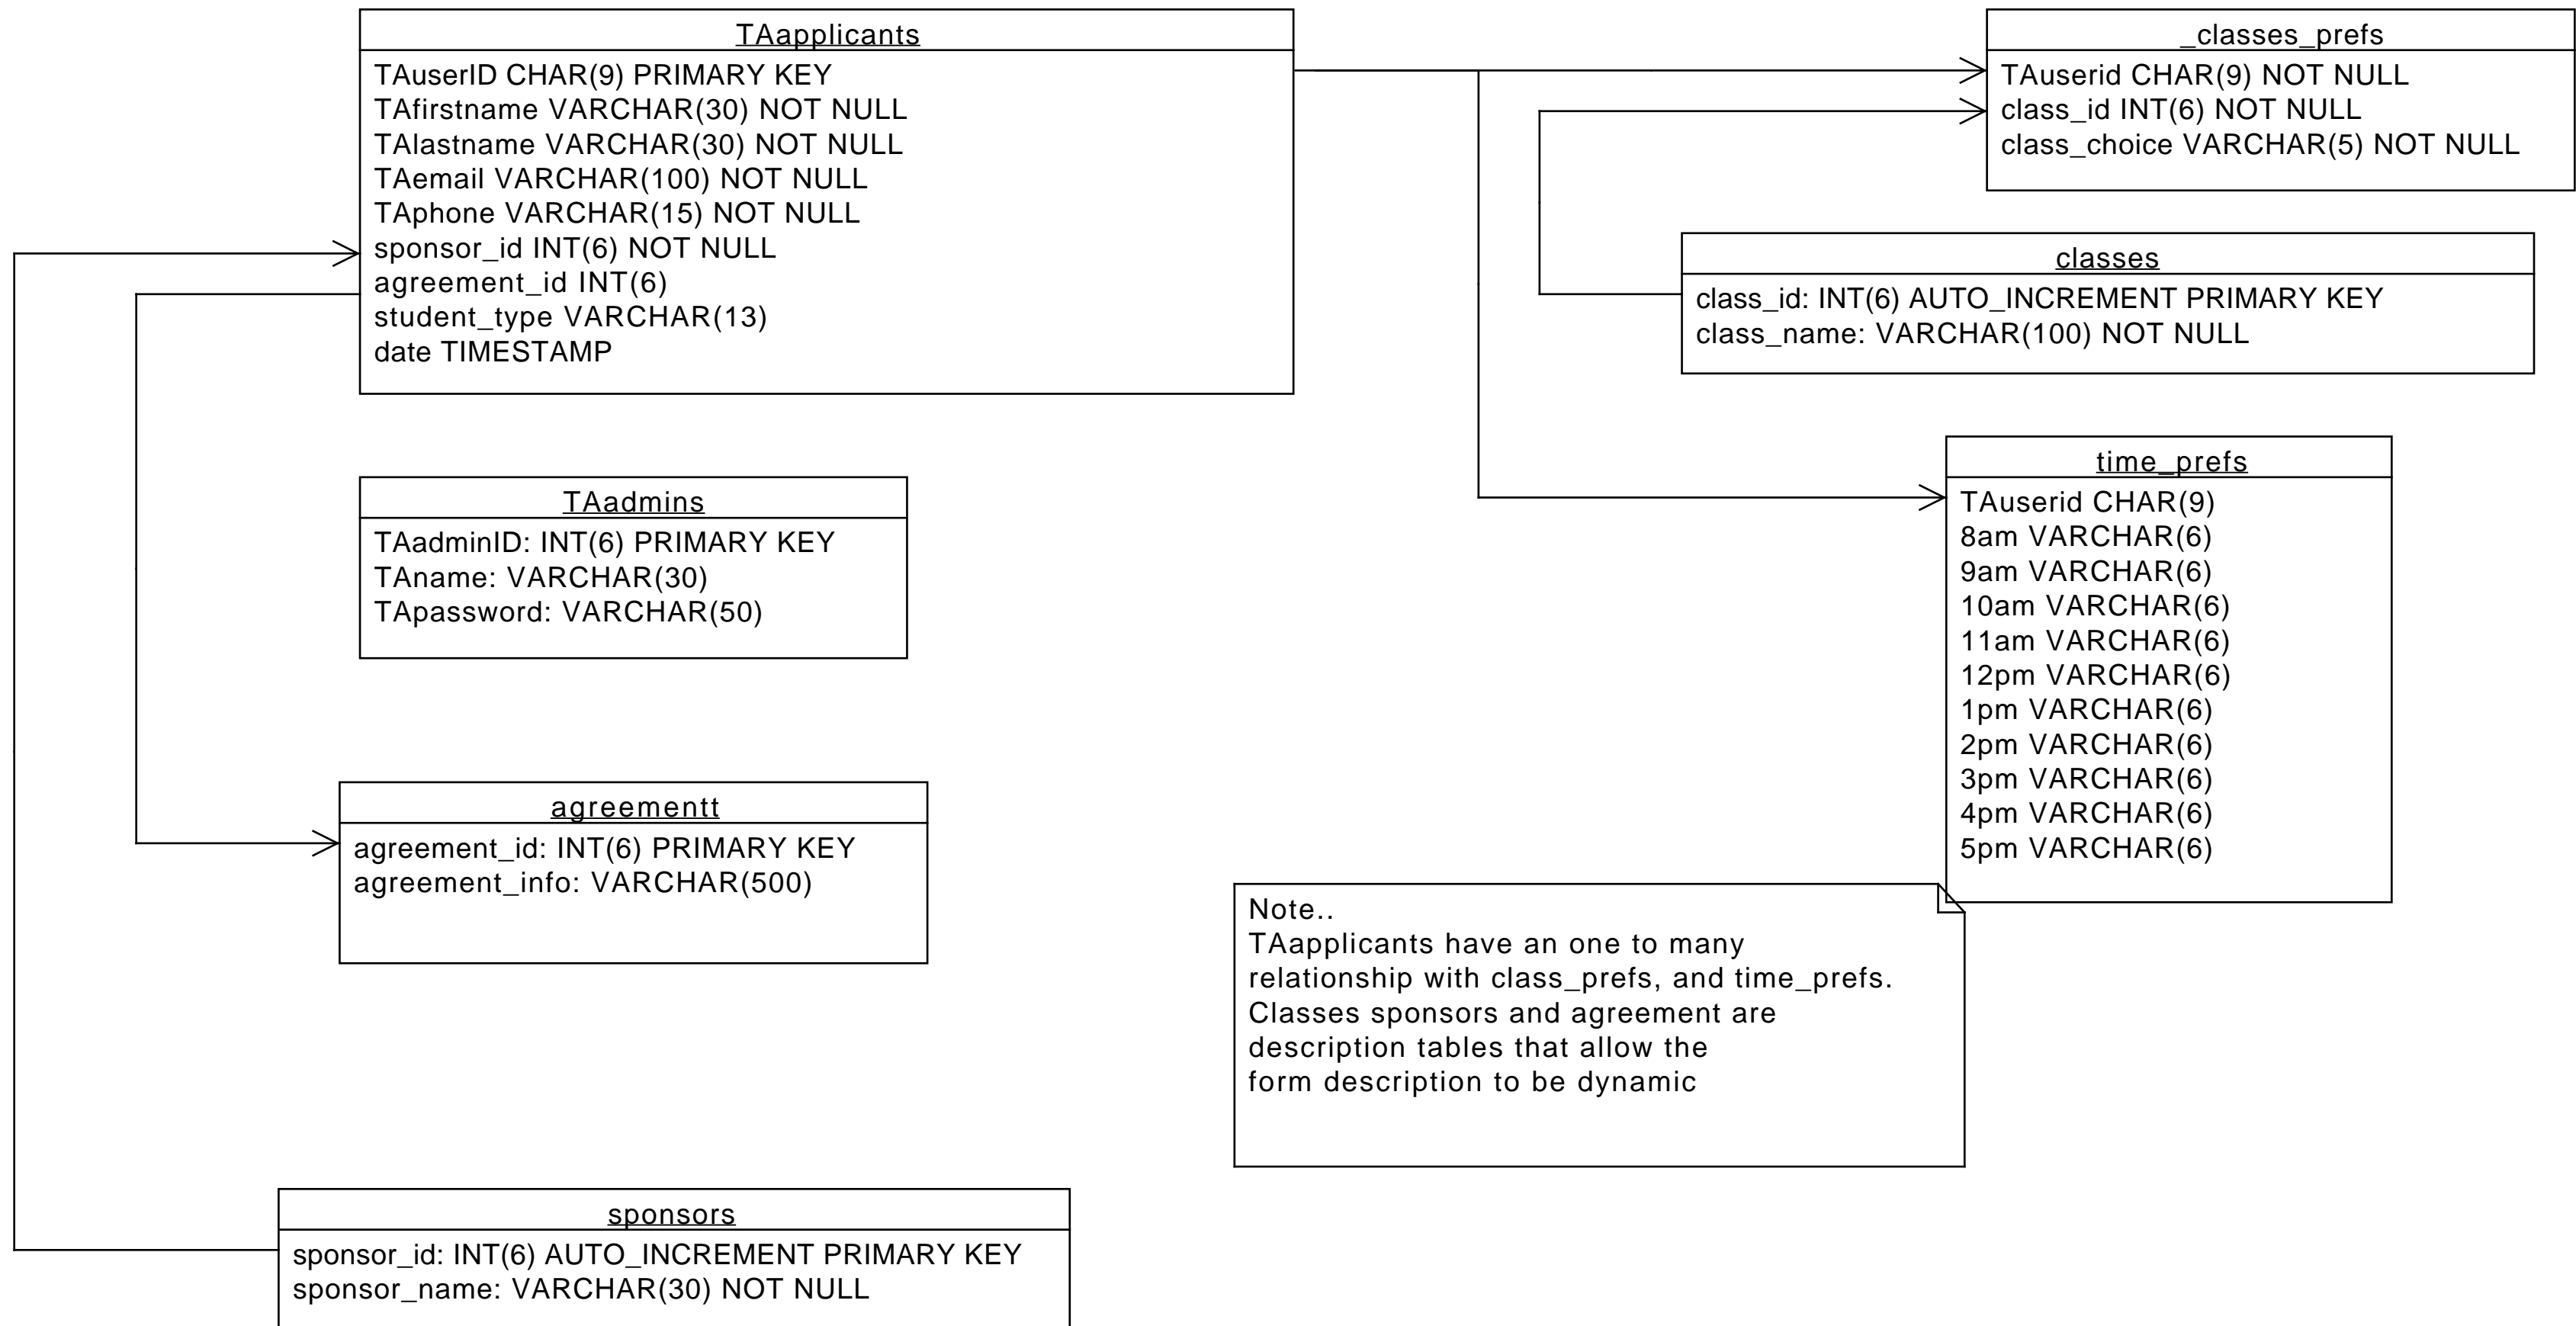 TAapplicants
TAuserID CHAR(9) PRIMARY KEY
TAfirstname VARCHAR(30) NOT NULL
TAlastname VARCHAR(30) NOT NULL
TAemail VARCHAR(100) NOT NULL
TAphone VARCHAR(15) NOT NULL
sponsor_id INT(6) NOT NULL
agreement_id INT(6)
student_type VARCHAR(13)
date TIMESTAMP
_classes_prefs
TAuserid CHAR(9) NOT NULL
class_id INT(6) NOT NULL
class_choice VARCHAR(5) NOT NULL
classes
class_id: INT(6) AUTO_INCREMENT PRIMARY KEY
class_name: VARCHAR(100) NOT NULL
TAadmins
TAadminID: INT(6) PRIMARY KEY
TAname: VARCHAR(30)
TApassword: VARCHAR(50)
time_prefs
TAuserid CHAR(9)
8am VARCHAR(6)
9am VARCHAR(6)
10am VARCHAR(6)
11am VARCHAR(6)
12pm VARCHAR(6)
1pm VARCHAR(6)
2pm VARCHAR(6)
3pm VARCHAR(6)
4pm VARCHAR(6)
5pm VARCHAR(6)
agreementt
agreement_id: INT(6) PRIMARY KEY
agreement_info: VARCHAR(500)
Note..
TAapplicants have an one to many
relationship with class_prefs, and time_prefs.
Classes sponsors and agreement are
description tables that allow the
form description to be dynamic
sponsors
sponsor_id: INT(6) AUTO_INCREMENT PRIMARY KEY
sponsor_name: VARCHAR(30) NOT NULL